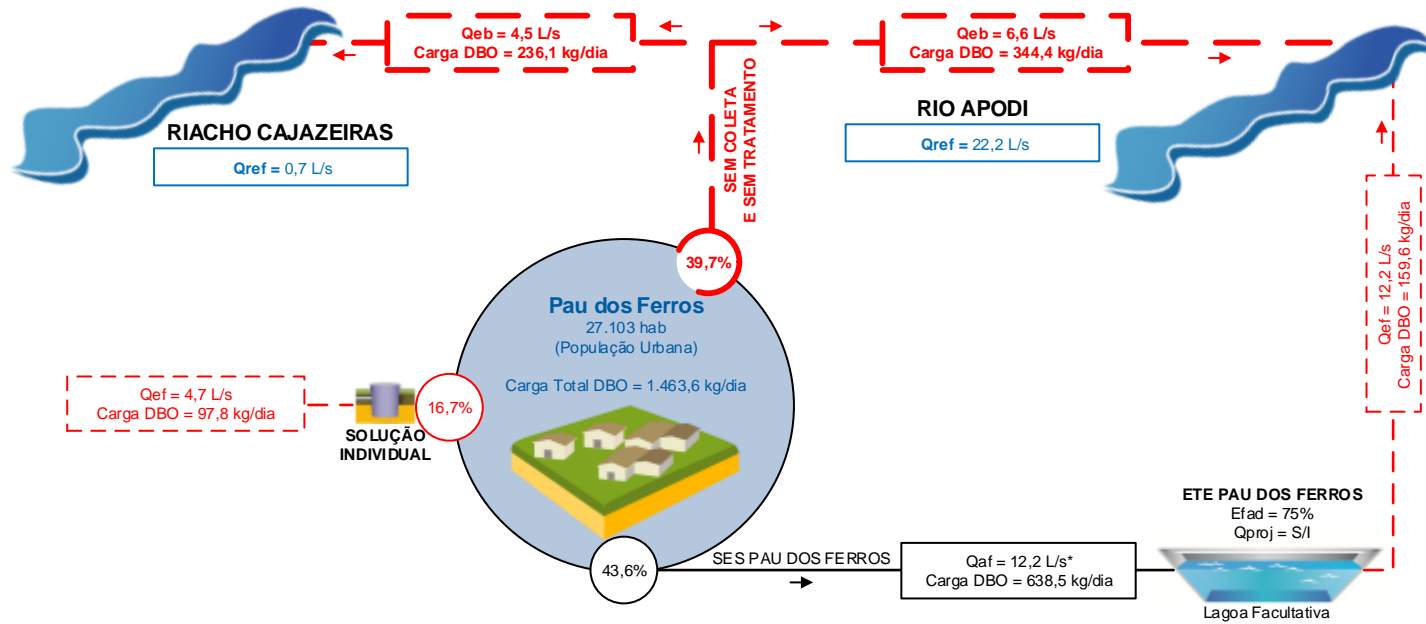 Qeb = 4,5 L/s
Carga DBO = 236,1 kg/dia
Qeb = 6,6 L/s
Carga DBO = 344,4 kg/dia
RIACHO CAJAZEIRAS
Qref = 0,7 L/s
RIO APODI
Qref = 22,2 L/s
SEM COLETA
E SEM TRATAMENTO
39,7%
Pau dos Ferros
27.103 hab
(População Urbana)
Carga Total DBO = 1.463,6 kg/dia
Qef = 4,7 L/s
Carga DBO = 97,8 kg/dia
16,7%
SOLUÇÃO
INDIVIDUAL
Qef = 12,2 L/s
Carga DBO = 159,6 kg/dia
43,6%
SES PAU DOS FERROS
Qaf = 12,2 L/s*
Carga DBO = 638,5 kg/dia
ETE PAU DOS FERROS
Efad = 75%
Qproj = S/I
Lagoa Facultativa